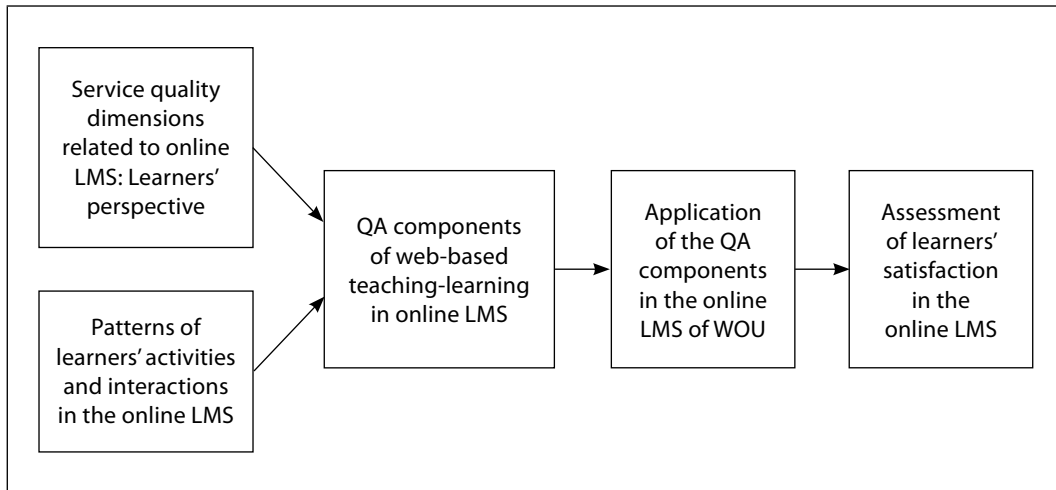 Service quality
dimensions
related to online
LMS: Learners’
perspective
Patterns of
learners’ activities
and interactions
in the online LMS
QA components
of web-based
teaching-learning
in online LMS
Application
of the QA
components
in the online
LMS of WOU
Assessment
of learners’
satisfaction
in the
online LMS